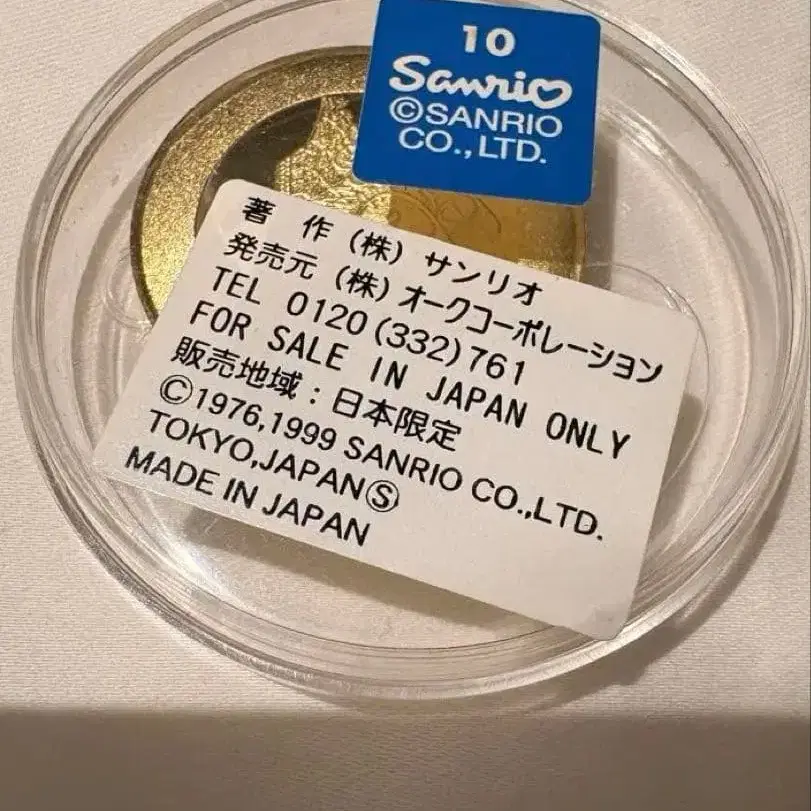 10
Sanrio
©SANRIO
CO., LTD.
著 作 (株) サンリオ
発売元 (株) オークコーポレーション
TEL 0120(332)761
FOR SALE IN JAPAN ONLY
販売地域：日本限定
©1976,1999 SANRIO CO.,LTD.
TOKYO,JAPANⓈ
MADE IN JAPAN